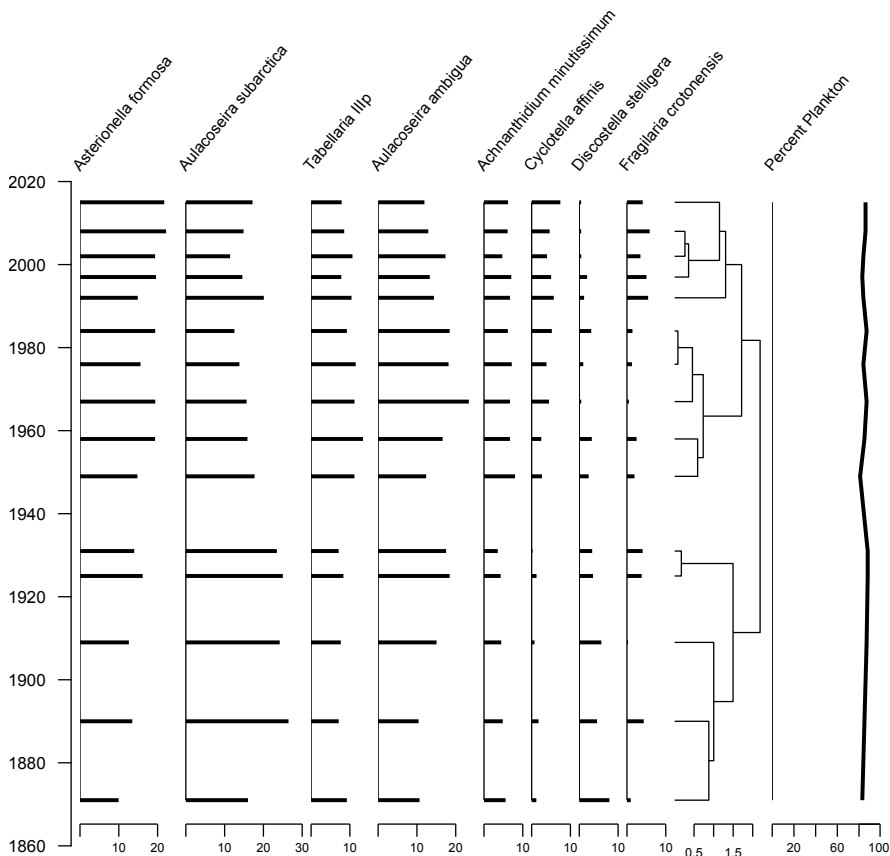 Asterionella formosa
Aulacoseira subarctica
Tabellaria IIIp
Aulacoseira ambigua
Achnanthidium minutissimum
Cyclotella affinis
Discostella stelligera
Fragilaria crotonensis
Percent Plankton
2020
2000
1980
1960
1940
1920
1900
1880
1860
10 20
10 20 30
10
10 20
10
10
10
10
0.5 1.5
20 40 60 100